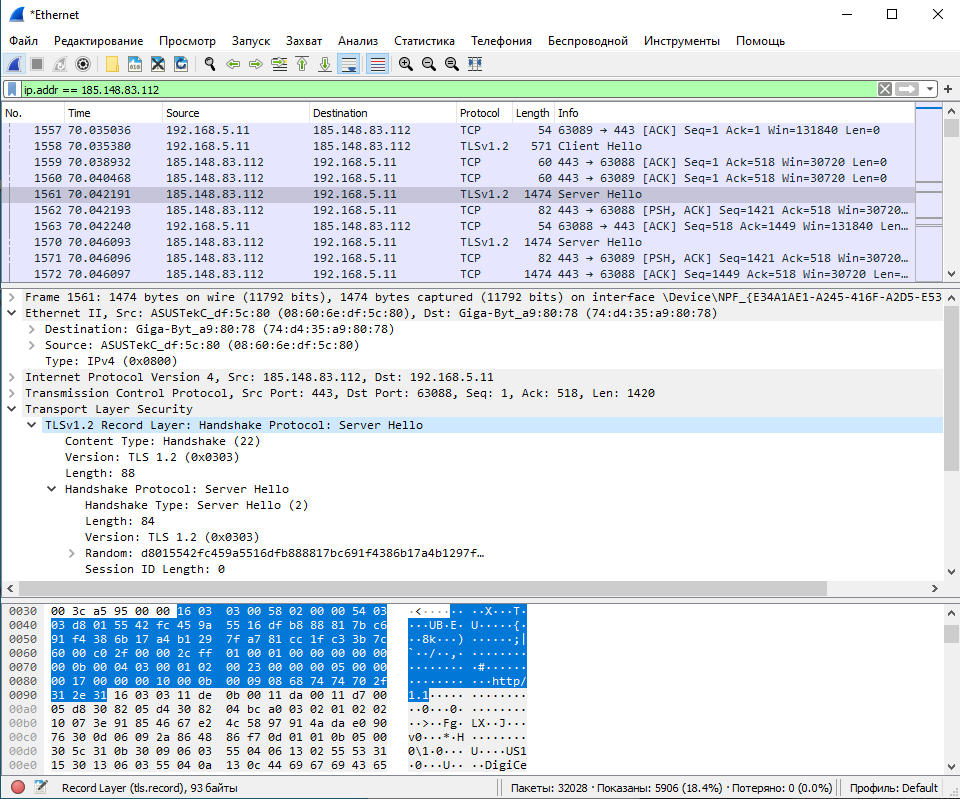 *Ethernet
Файл Редактирование Просмотр Запуск Захват Анализ Статистика Телефония Беспроводной Инструменты Помощь
ip.addr == 185.148.83.112
No. Time Source Destination Protocol Length Info
1557 70.035036 192.168.5.11 185.148.83.112 TCP 54 63089 → 443 [ACK] Seq=1 Ack=1 Win=131840 Len=0
1558 70.035380 192.168.5.11 185.148.83.112 TLSv1.2 571 Client Hello
1559 70.038932 185.148.83.112 192.168.5.11 TCP 60 443 → 63088 [ACK] Seq=1 Ack=518 Win=30720 Len=0
1560 70.040468 185.148.83.112 192.168.5.11 TCP 60 443 → 63089 [ACK] Seq=1 Ack=518 Win=30720 Len=0
1561 70.042191 185.148.83.112 192.168.5.11 TLSv1.2 1474 Server Hello
1562 70.042193 185.148.83.112 192.168.5.11 TCP 82 443 → 63088 [PSH, ACK] Seq=1421 Ack=518 Win=30720…
1563 70.042240 192.168.5.11 185.148.83.112 TCP 54 63088 → 443 [ACK] Seq=518 Ack=1449 Win=131840 Len…
1570 70.046093 185.148.83.112 192.168.5.11 TLSv1.2 1474 Server Hello
1571 70.046096 185.148.83.112 192.168.5.11 TCP 82 443 → 63089 [PSH, ACK] Seq=1421 Ack=518 Win=30720…
1572 70.046097 185.148.83.112 192.168.5.11 TCP 1474 443 → 63088 [ACK] Seq=1449 Ack=518 Win=30720 Len=…
Frame 1561: 1474 bytes on wire (11792 bits), 1474 bytes captured (11792 bits) on interface \Device\NPF_{E34A1AE1-A245-416F-A2D5-E53
Ethernet II, Src: ASUSTekC_df:5c:80 (08:60:6e:df:5c:80), Dst: Giga-Byt_a9:80:78 (74:d4:35:a9:80:78)
Destination: Giga-Byt_a9:80:78 (74:d4:35:a9:80:78)
Source: ASUSTekC_df:5c:80 (08:60:6e:df:5c:80)
Type: IPv4 (0x0800)
Internet Protocol Version 4, Src: 185.148.83.112, Dst: 192.168.5.11
Transmission Control Protocol, Src Port: 443, Dst Port: 63088, Seq: 1, Ack: 518, Len: 1420
Transport Layer Security
TLSv1.2 Record Layer: Handshake Protocol: Server Hello
Content Type: Handshake (22)
Version: TLS 1.2 (0x0303)
Length: 88
Handshake Protocol: Server Hello
Handshake Type: Server Hello (2)
Length: 84
Version: TLS 1.2 (0x0303)
Random: d8015542fc459a5516dfb888817bc691f4386b17a4b1297f…
Session ID Length: 0
0030 00 3c a5 95 00 00 16 03 03 00 58 02 00 00 54 03 ·<···· ·· ··X···T·
0040 03 d8 01 55 42 fc 45 9a 55 16 df b8 88 81 7b c6 ···UB·E· U·····{·
0050 91 f4 38 6b 17 a4 b1 29 7f a7 81 cc 1f c3 3b 7c ··8k···) ······;|
0060 60 00 c0 2f 00 00 2c ff 01 00 01 00 00 00 00 00 `··/··,· ········
0070 00 0b 00 04 03 00 01 02 00 23 00 00 00 05 00 00 ········ ·#······
0080 00 17 00 00 00 10 00 0b 00 09 08 68 74 74 70 2f ········ ···http/
0090 31 2e 31 16 03 03 11 de 0b 00 11 da 00 11 d7 00 1.1····· ········
00a0 05 d8 30 82 05 d4 30 82 04 bc a0 03 02 01 02 02 ··0···0· ········
00b0 10 07 3e 91 85 46 67 e2 4c 58 97 91 4a da e0 90 ··>··Fg· LX··J···
00c0 76 30 0d 06 09 2a 86 48 86 f7 0d 01 01 0b 05 00 v0···*·H ········
00d0 30 5c 31 0b 30 09 06 03 55 04 06 13 02 55 53 31 0\1·0··· U····US1
00e0 15 30 13 06 03 55 04 0a 13 0c 44 69 67 69 43 65 ·0···U·· ··DigiCe
Record Layer (tls.record), 93 байты Пакеты: 32028 · Показаны: 5906 (18.4%) · Потеряно: 0 (0.0%) Профиль: Default